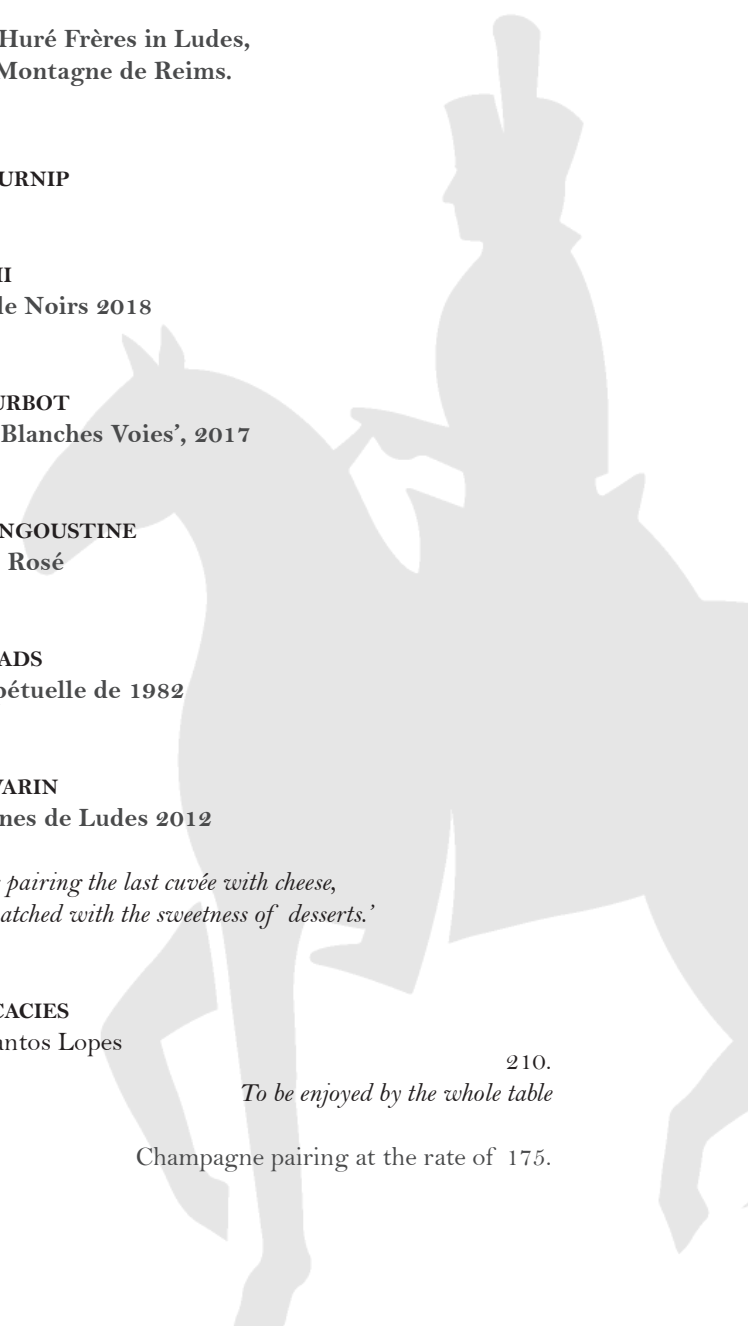 Huré Frères in Ludes,
Montagne de Reims.
URNIP
II
le Noirs 2018
URBOT
Blanches Voies’, 2017
NGOUSTINE
Rosé
ADS
pétuelle de 1982
VARIN
nes de Ludes 2012
pairing the last cuvée with cheese,
atched with the sweetness of desserts.’
CACIES
antos Lopes
210.
To be enjoyed by the whole table
Champagne pairing at the rate of 175.